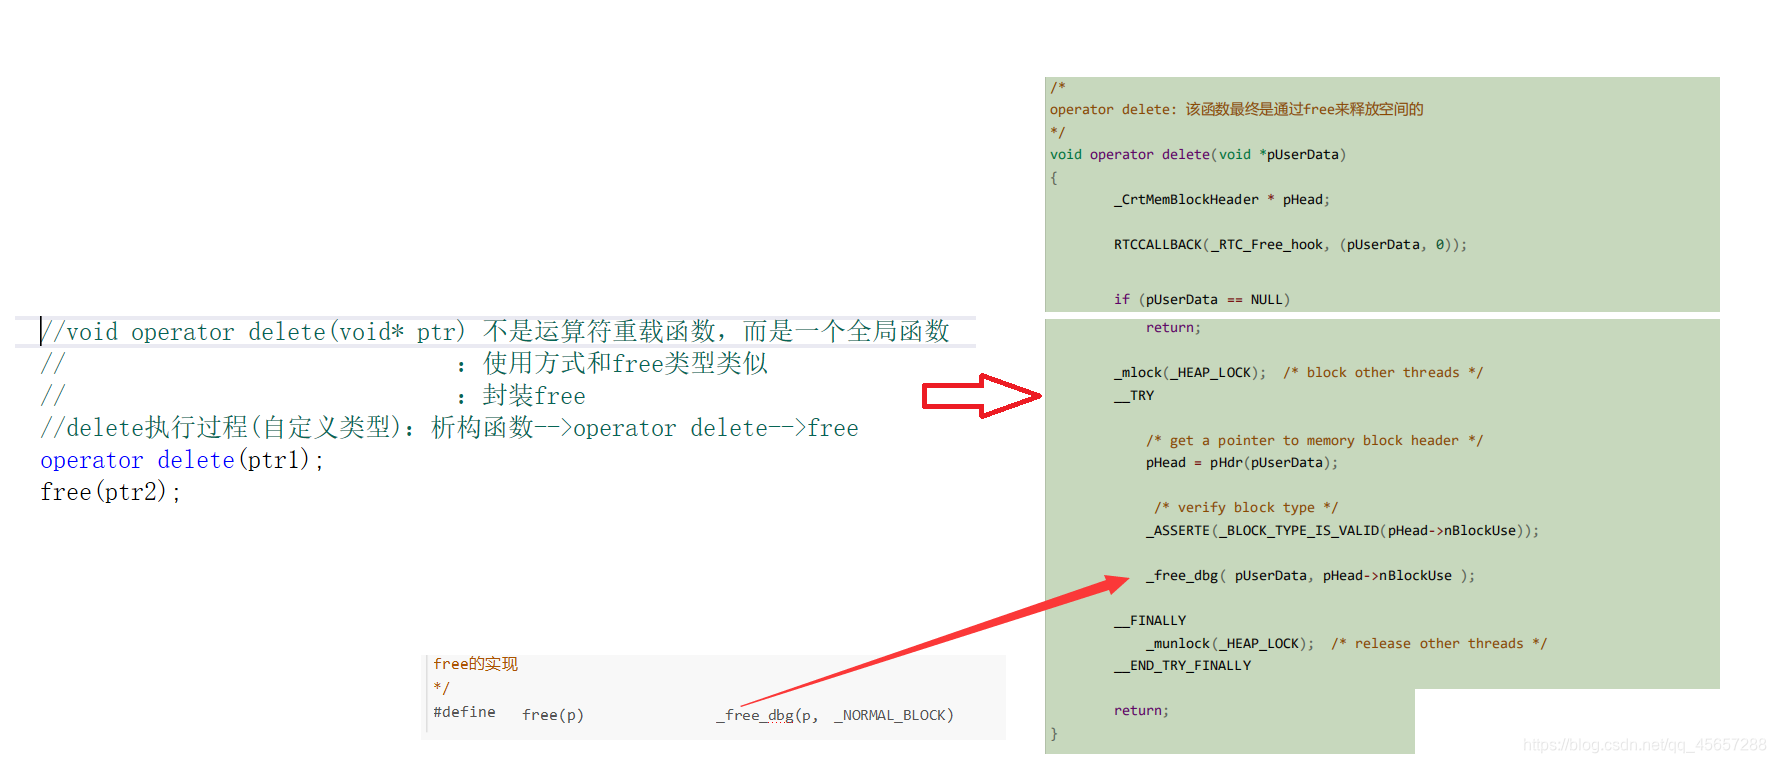 //void operator delete(void* ptr) 不是运算符重载函数，而是一个全局函数
// ：使用方式和free类型类似
// ：封装free
//delete执行过程(自定义类型)：析构函数-->operator delete-->free
operator delete(ptr1);
free(ptr2);
free的实现
*/
#define free(p) _free_dbg(p, _NORMAL_BLOCK)
/*
operator delete: 该函数最终是通过free来释放空间的
*/
void operator delete(void *pUserData)
{
_CrtMemBlockHeader * pHead;
RTCCALLBACK(_RTC_Free_hook, (pUserData, 0));
if (pUserData == NULL)
return;
_mlock(_HEAP_LOCK); /* block other threads */
__TRY
/* get a pointer to memory block header */
pHead = pHdr(pUserData);
/* verify block type */
_ASSERTE(_BLOCK_TYPE_IS_VALID(pHead->nBlockUse));
_free_dbg( pUserData, pHead->nBlockUse );
__FINALLY
_munlock(_HEAP_LOCK); /* release other threads */
__END_TRY_FINALLY
return;
}
https://blog.csdn.net/qq_45657288